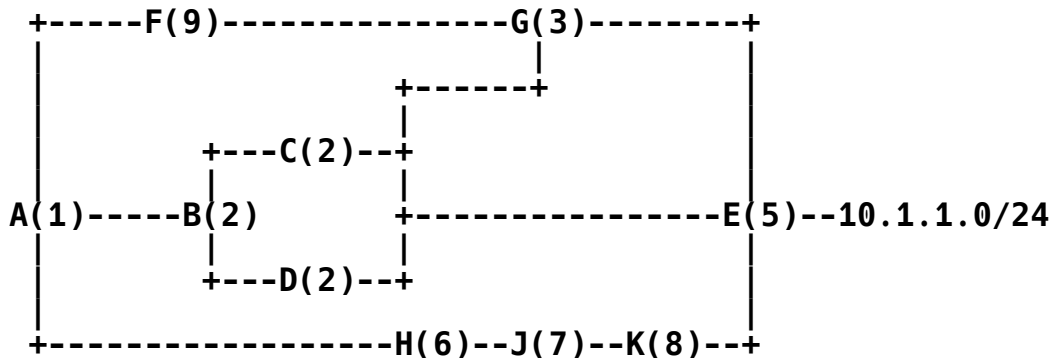 +-----F(9)---------------G(3)--------+
|                         |          |
                   +------+
                   |
         +---C(2)--+
         |         |
A(1)-----B(2)      +----------------E(5)--10.1.1.0/24
         |         |                 |
         +---D(2)--+
+------------------H(6)--J(7)--K(8)--+